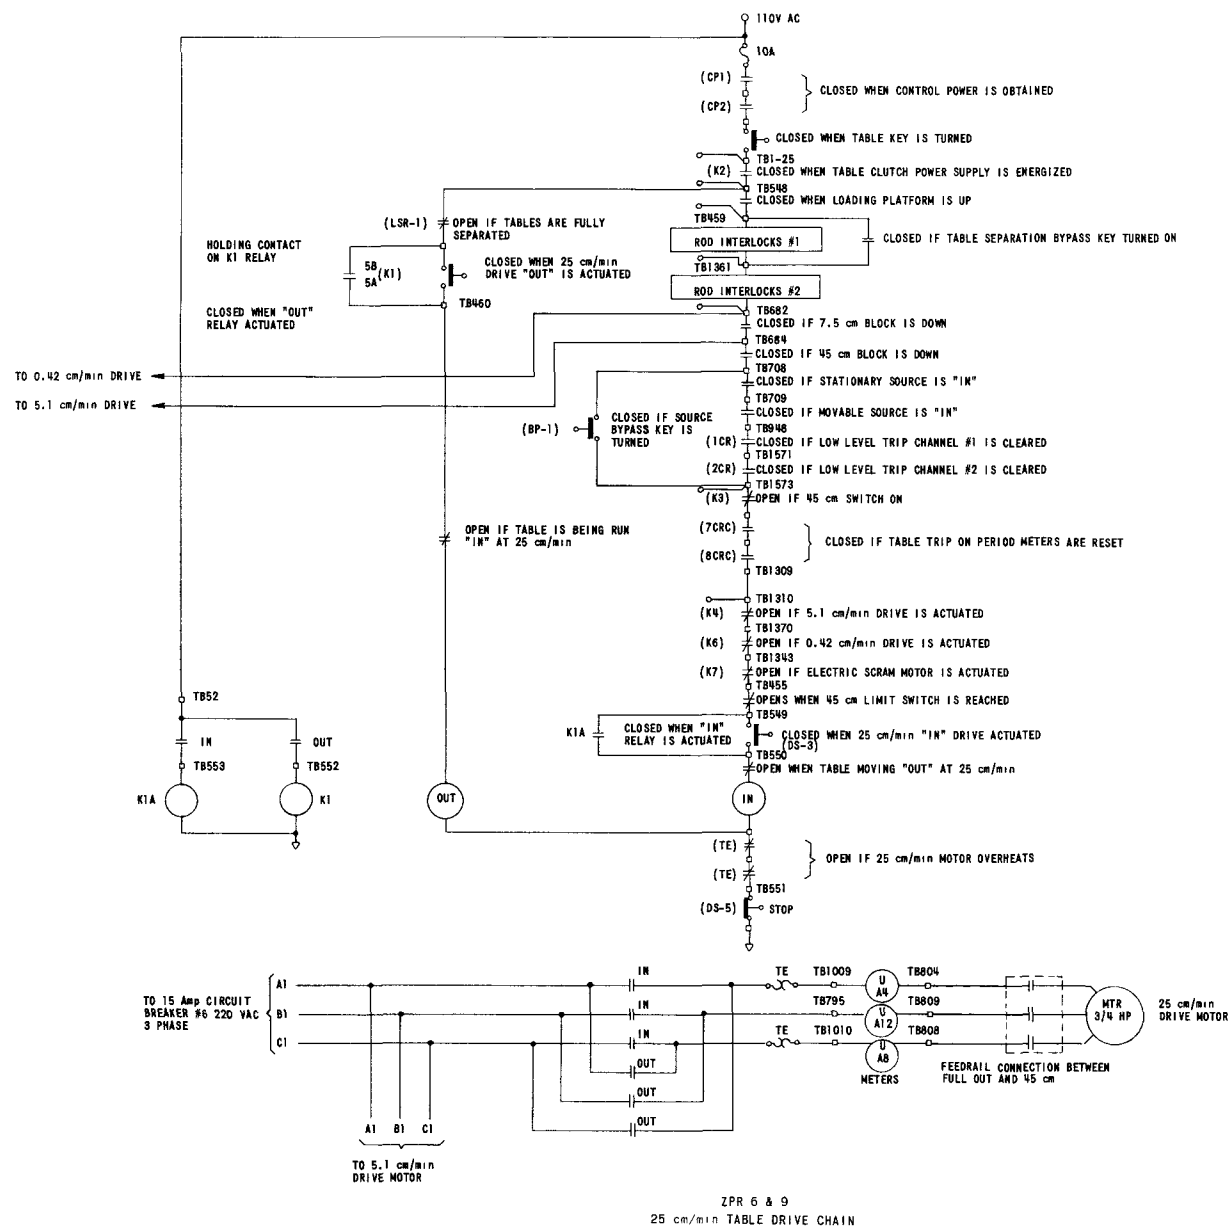 110V AC
10A
(CP1)
(CP2)
CLOSED WHEN CONTROL POWER IS OBTAINED
CLOSED WHEN TABLE KEY IS TURNED
TB1-25
(K2) CLOSED WHEN TABLE CLUTCH POWER SUPPLY IS ENERGIZED
TB548
CLOSED WHEN LOADING PLATFORM IS UP
(LSR-1) OPEN IF TABLES ARE FULLY
SEPARATED
TB459
ROD INTERLOCKS #1
CLOSED IF TABLE SEPARATION BYPASS KEY TURNED ON
HOLDING CONTACT
ON K1 RELAY
5B
5A (K1)
CLOSED WHEN 25 cm/min
DRIVE "OUT" IS ACTUATED
TB1361
ROD INTERLOCKS #2
CLOSED WHEN "OUT"
RELAY ACTUATED
TB460
TB682
CLOSED IF 7.5 cm BLOCK IS DOWN
TB684
CLOSED IF 45 cm BLOCK IS DOWN
TO 0.42 cm/min DRIVE
TB708
CLOSED IF STATIONARY SOURCE IS "IN"
TO 5.1 cm/min DRIVE
TB709
CLOSED IF MOVABLE SOURCE IS "IN"
(BP-1)
CLOSED IF SOURCE
BYPASS KEY IS
TURNED
TB948
(1CR) CLOSED IF LOW LEVEL TRIP CHANNEL #1 IS CLEARED
TB1571
(2CR) CLOSED IF LOW LEVEL TRIP CHANNEL #2 IS CLEARED
TB1573
(K3) OPEN IF 45 cm SWITCH ON
OPEN IF TABLE IS BEING RUN
"IN" AT 25 cm/min
(7CRC)
(8CRC)
CLOSED IF TABLE TRIP ON PERIOD METERS ARE RESET
TB1309
TB1310
(K4) OPEN IF 5.1 cm/min DRIVE IS ACTUATED
TB1370
(K6) OPEN IF 0.42 cm/min DRIVE IS ACTUATED
TB1343
(K7) OPEN IF ELECTRIC SCRAM MOTOR IS ACTUATED
TB455
OPENS WHEN 45 cm LIMIT SWITCH IS REACHED
TB52
TB549
K1A
CLOSED WHEN "IN"
RELAY IS ACTUATED
CLOSED WHEN 25 cm/min "IN" DRIVE ACTUATED
(DS-3)
TB550
OPEN WHEN TABLE MOVING "OUT" AT 25 cm/min
IN
OUT
TB553
TB552
K1A
K1
OUT
IN
(TE)
(TE)
OPEN IF 25 cm/min MOTOR OVERHEATS
TB551
(DS-5) STOP
TO 15 Amp CIRCUIT
BREAKER #6 220 VAC
3 PHASE
A1
B1
C1
IN
IN
IN
OUT
OUT
OUT
TE
TE
TB1009
TB795
TB1010
U
A4
U
A12
U
A8
METERS
TB804
TB809
TB808
MTR
3/4 HP
25 cm/min
DRIVE MOTOR
FEEDRAIL CONNECTION BETWEEN
FULL OUT AND 45 cm
A1 B1 C1
TO 5.1 cm/min
DRIVE MOTOR
ZPR 6 & 9
25 cm/min TABLE DRIVE CHAIN